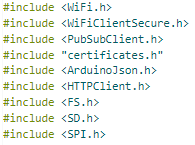 #include <WiFi.h>
#include <WiFiClientSecure.h>
#include <PubSubClient.h>
#include "certificates.h"
#include <ArduinoJson.h>
#include <HTTPClient.h>
#include <FS.h>
#include <SD.h>
#include <SPI.h>